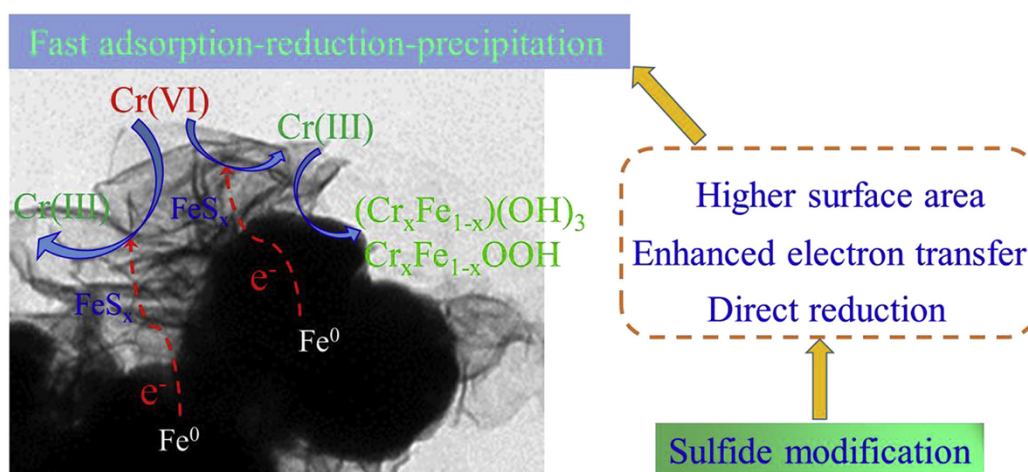 Fast adsorption-reduction-precipitation
Cr(VI)
Cr(III)
Cr(III)
FeSₓ
(CrₓFe₁₋ₓ)(OH)₃
CrₓFe₁₋ₓOOH
e⁻
FeSₓ
Fe⁰
e⁻
Fe⁰
Higher surface area
Enhanced electron transfer
Direct reduction
Sulfide modification